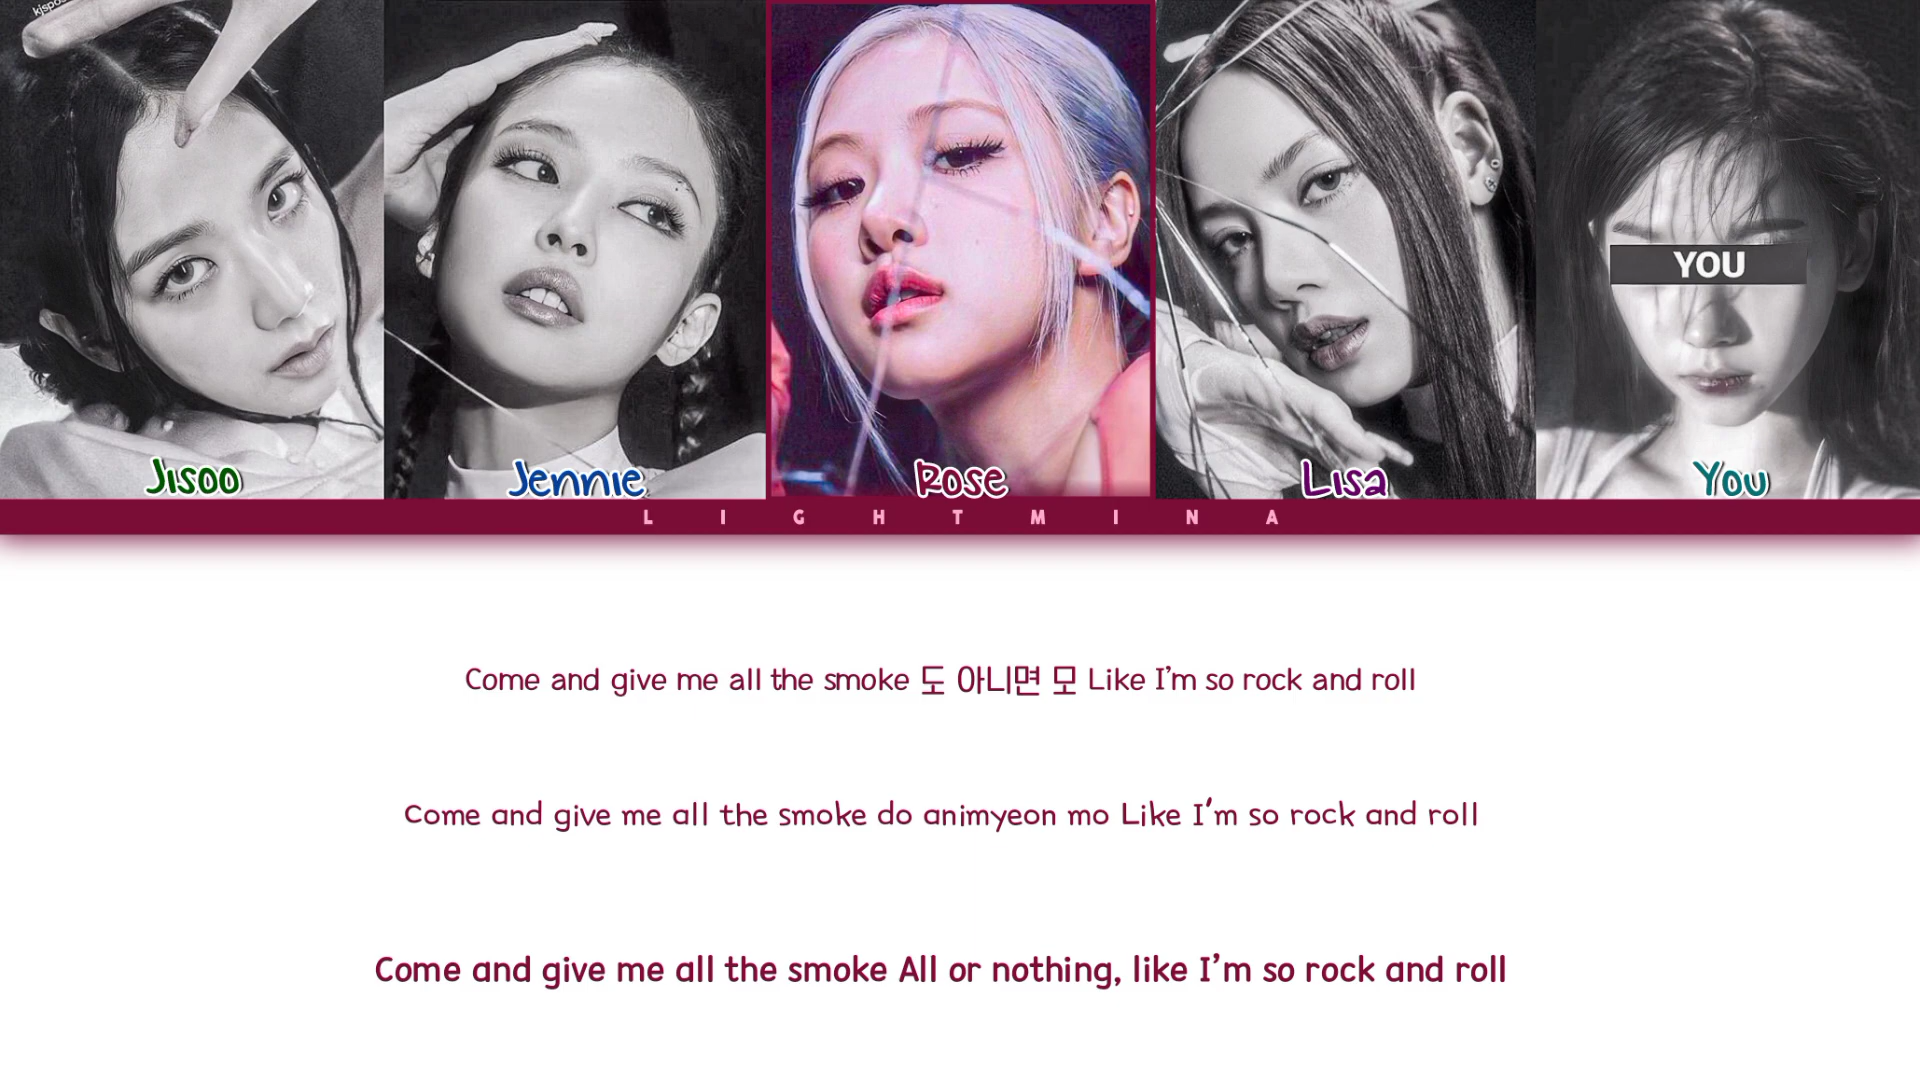 YOU
Jisoo
Jennie
Rose
Lisa
You
LIGHTMINA
Come and give me all the smoke 도 아니면 모 Like I'm so rock and roll
Come and give me all the smoke do animyeon mo Like I'm so rock and roll
Come and give me all the smoke All or nothing, like I'm so rock and roll